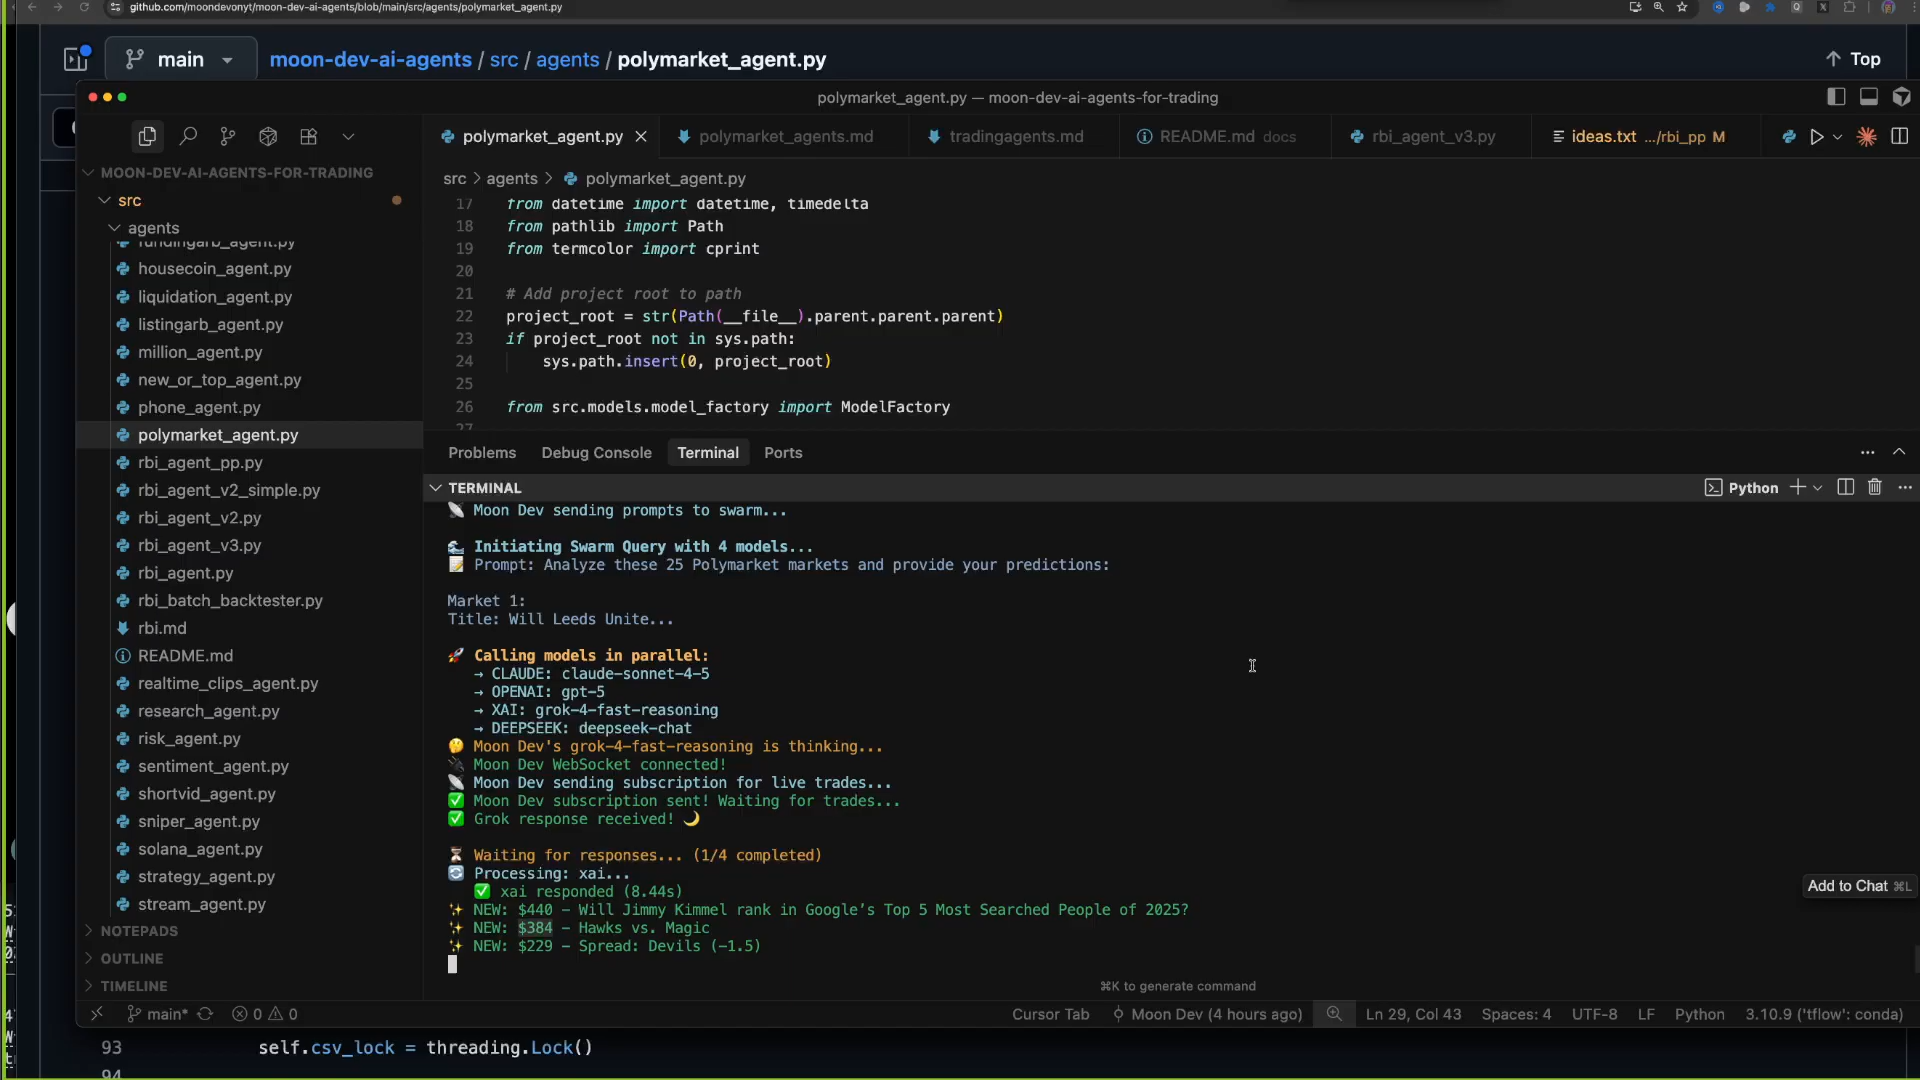 github.com/moondevonyt/moon-dev-ai-agents/blob/main/src/agents/polymarket_agent.py
main
moon-dev-ai-agents / src / agents / polymarket_agent.py
Top
polymarket_agent.py — moon-dev-ai-agents-for-trading
polymarket_agent.py
polymarket_agents.md
tradingagents.md
README.md docs
rbi_agent_v3.py
ideas.txt .../rbi_pp M
MOON-DEV-AI-AGENTS-FOR-TRADING
src
agents
fundingarb_agent.py
housecoin_agent.py
liquidation_agent.py
listingarb_agent.py
million_agent.py
new_or_top_agent.py
phone_agent.py
polymarket_agent.py
rbi_agent_pp.py
rbi_agent_v2_simple.py
rbi_agent_v2.py
rbi_agent_v3.py
rbi_agent.py
rbi_batch_backtester.py
rbi.md
README.md
realtime_clips_agent.py
research_agent.py
risk_agent.py
sentiment_agent.py
shortvid_agent.py
sniper_agent.py
solana_agent.py
strategy_agent.py
stream_agent.py
NOTEPADS
OUTLINE
TIMELINE
src > agents > polymarket_agent.py
17 from datetime import datetime, timedelta
18 from pathlib import Path
19 from termcolor import cprint
20
21 # Add project root to path
22 project_root = str(Path(__file__).parent.parent.parent)
23 if project_root not in sys.path:
24 sys.path.insert(0, project_root)
25
26 from src.models.model_factory import ModelFactory
27
Problems Debug Console Terminal Ports
TERMINAL
Python
📡 Moon Dev sending prompts to swarm...
🌊 Initiating Swarm Query with 4 models...
📝 Prompt: Analyze these 25 Polymarket markets and provide your predictions:
Market 1:
Title: Will Leeds Unite...
🚀 Calling models in parallel:
→ CLAUDE: claude-sonnet-4-5
→ OPENAI: gpt-5
→ XAI: grok-4-fast-reasoning
→ DEEPSEEK: deepseek-chat
🤔 Moon Dev's grok-4-fast-reasoning is thinking...
🔌 Moon Dev WebSocket connected!
📡 Moon Dev sending subscription for live trades...
✅ Moon Dev subscription sent! Waiting for trades...
✅ Grok response received! 🌙
⏳ Waiting for responses... (1/4 completed)
🔄 Processing: xai...
✅ xai responded (8.44s)
✨ NEW: $440 – Will Jimmy Kimmel rank in Google’s Top 5 Most Searched People of 2025?
✨ NEW: $384 – Hawks vs. Magic
✨ NEW: $229 – Spread: Devils (-1.5)
Add to Chat ⌘L
⌘K to generate command
main* 0 0
Cursor Tab
Moon Dev (4 hours ago)
Ln 29, Col 43
Spaces: 4
UTF-8
LF
Python
3.10.9 ('tflow': conda)
93 self.csv_lock = threading.Lock()
94